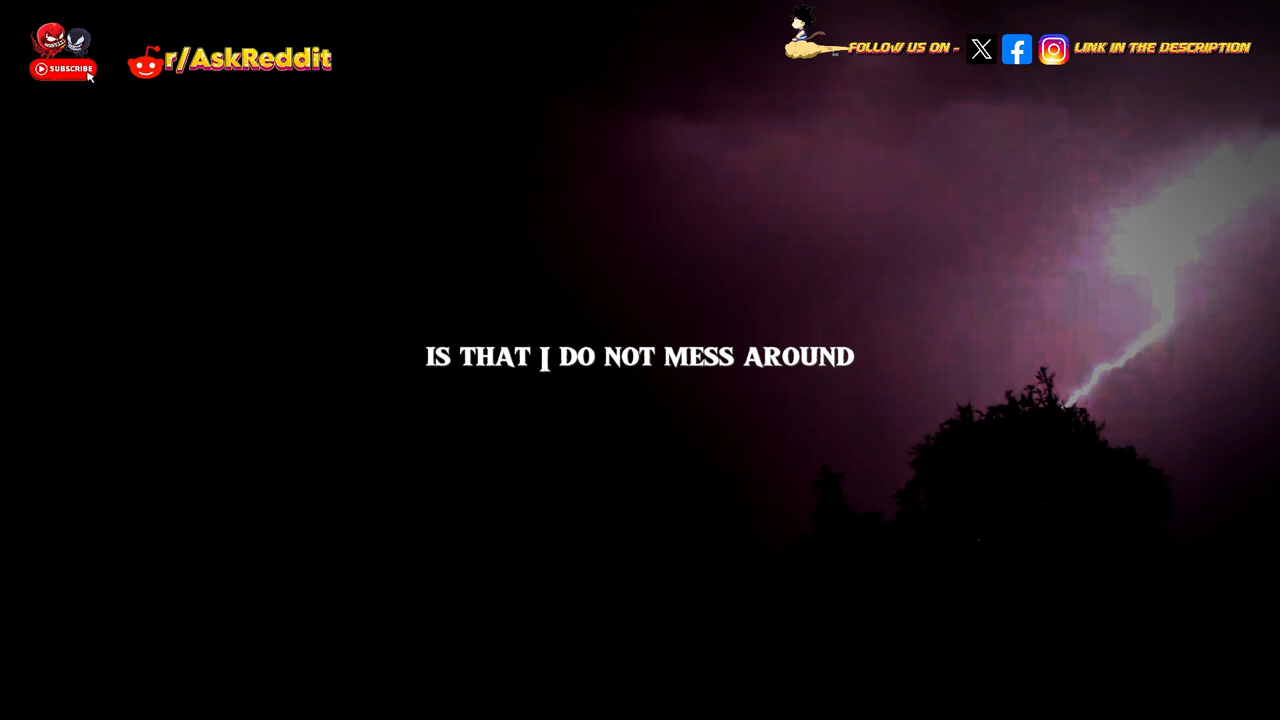 SUBSCRIBE
r/AskReddit
FOLLOW US ON -
LINK IN THE DESCRIPTION
IS THAT I DO NOT MESS AROUND